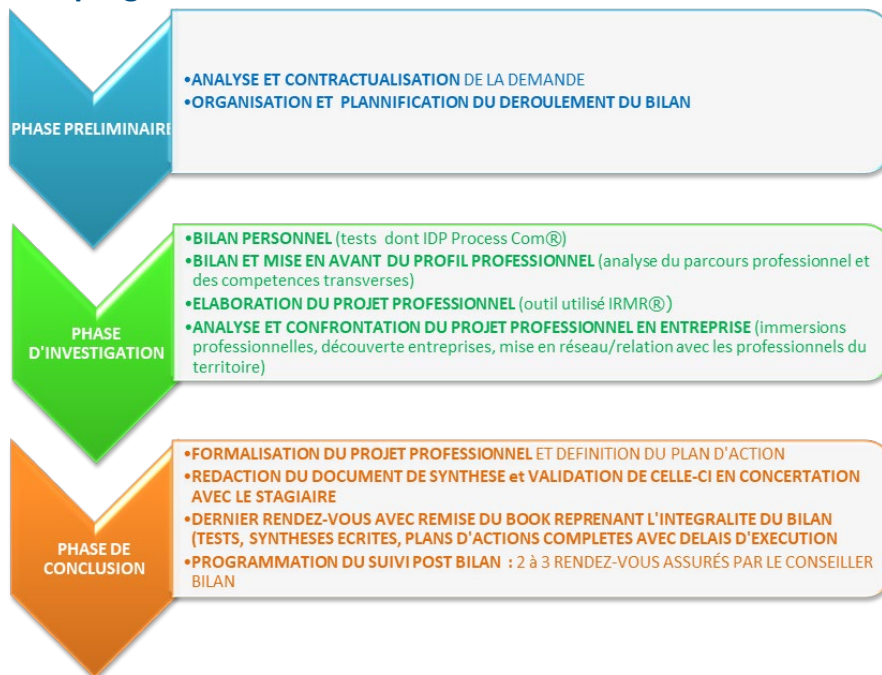 PHASE PRELIMINAIRE
•ANALYSE ET CONTRACTUALISATION DE LA DEMANDE
•ORGANISATION ET PLANNIFICATION DU DEROULEMENT DU BILAN
PHASE
D'INVESTIGATION
•BILAN PERSONNEL (tests dont IDP Process Com®)
•BILAN ET MISE EN AVANT DU PROFIL PROFESSIONNEL (analyse du parcours professionnel et
des competences transverses)
•ELABORATION DU PROJET PROFESSIONNEL (outil utilisé IRMR®)
•ANALYSE ET CONFRONTATION DU PROJET PROFESSIONNEL EN ENTREPRISE (immersions
professionnelles, découverte entreprises, mise en réseau/relation avec les professionnels du
territoire)
PHASE DE
CONCLUSION
•FORMALISATION DU PROJET PROFESSIONNEL ET DEFINITION DU PLAN D'ACTION
•REDACTION DU DOCUMENT DE SYNTHESE et VALIDATION DE CELLE-CI EN CONCERTATION
AVEC LE STAGIAIRE
•DERNIER RENDEZ-VOUS AVEC REMISE DU BOOK REPRENANT L'INTEGRALITE DU BILAN
(TESTS, SYNTHESES ECRITES, PLANS D'ACTIONS COMPLETES AVEC DELAIS D'EXECUTION
•PROGRAMMATION DU SUIVI POST BILAN : 2 à 3 RENDEZ-VOUS ASSURÉS PAR LE CONSEILLER
BILAN